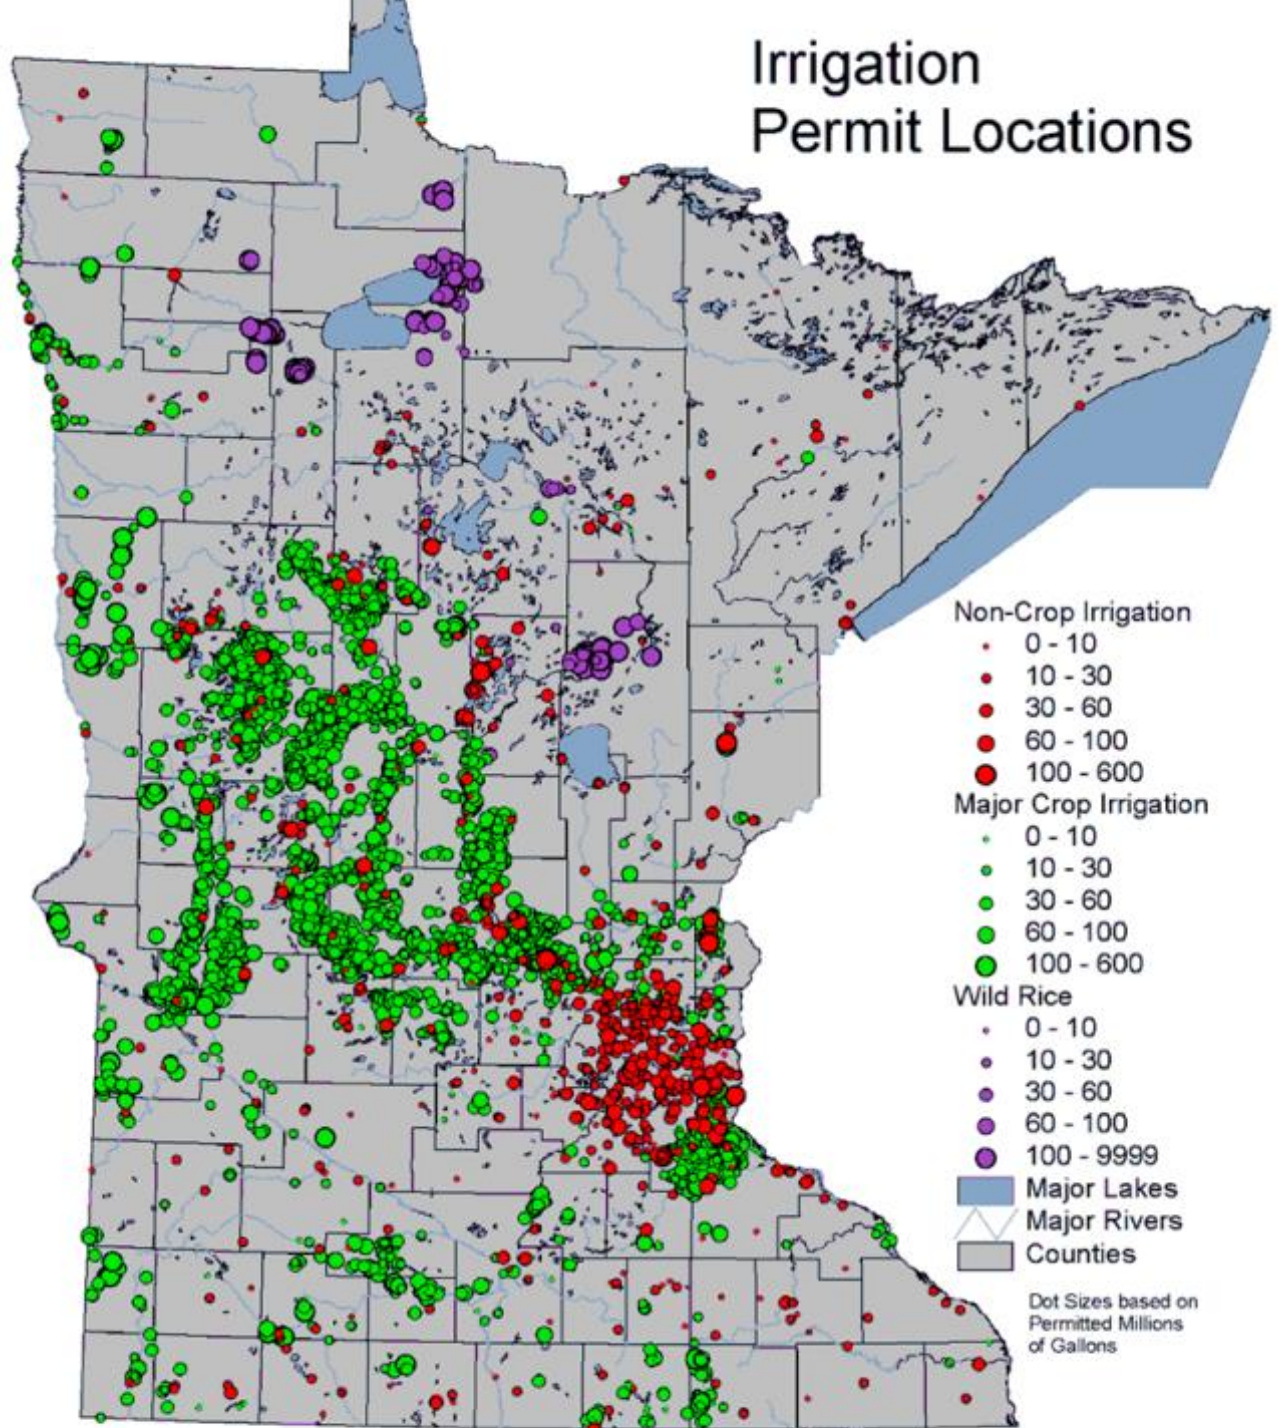 Irrigation
Permit Locations
Non-Crop Irrigation
0 - 10
10 - 30
30 - 60
60 - 100
100 - 600
Major Crop Irrigation
0 - 10
10 - 30
30 - 60
60 - 100
100 - 600
Wild Rice
0 - 10
10 - 30
30 - 60
60 - 100
100 - 9999
Major Lakes
Major Rivers
Counties
Dot Sizes based on
Permitted Millions
of Gallons